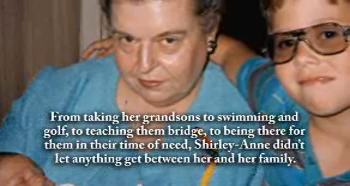 From taking her grandsons to swimming and
golf, to teaching them bridge, to being there for
them in their time of need, Shirley-Anne didn't
let anything get between her and her family.